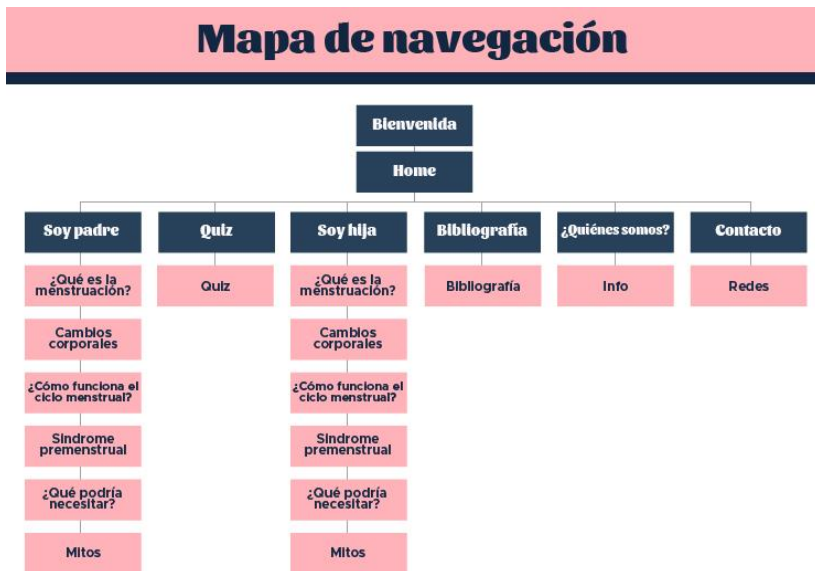 Mapa de navegación
Bienvenida
Home
Soy padre
Quiz
Soy hija
Bibliografía
¿Quiénes somos?
Contacto
¿Qué es la
menstruación?
Quiz
¿Qué es la
menstruación?
Bibliografía
Info
Redes
Cambios
corporales
Cambios
corporales
¿Cómo funciona el
ciclo menstrual?
¿Cómo funciona el
ciclo menstrual?
Sindrome
premenstrual
Sindrome
premenstrual
¿Qué podría
necesitar?
¿Qué podría
necesitar?
Mitos
Mitos